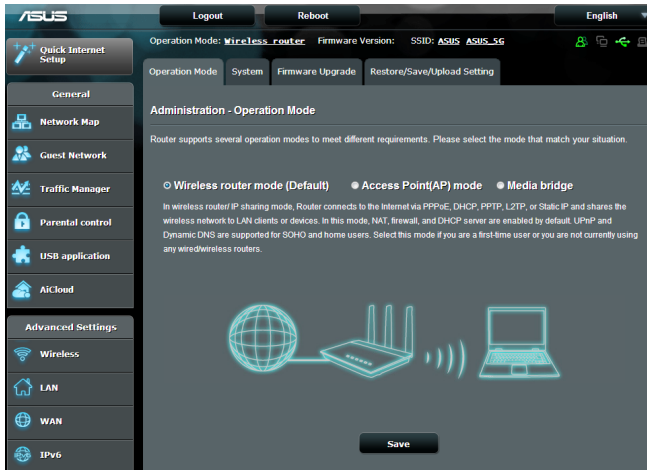 ASUS
Logout
Reboot
English
Quick Internet
Setup
Operation Mode: Wireless router Firmware Version: SSID: ASUS ASUS_5G
Operation Mode
System
Firmware Upgrade
Restore/Save/Upload Setting
General
Network Map
Guest Network
Traffic Manager
Parental control
USB application
AiCloud
Advanced Settings
Wireless
LAN
WAN
IPv6
Administration - Operation Mode
Router supports several operation modes to meet different requirements. Please select the mode that match your situation.
Wireless router mode (Default)
Access Point(AP) mode
Media bridge
In wireless router/ IP sharing mode, Router connects to the Internet via PPPoE, DHCP, PPTP, L2TP, or Static IP and shares the
wireless network to LAN clients or devices. In this mode, NAT, firewall, and DHCP server are enabled by default. UPnP and
Dynamic DNS are supported for SOHO and home users. Select this mode if you are a first-time user or you are not currently using
any wired/wireless routers.
Save